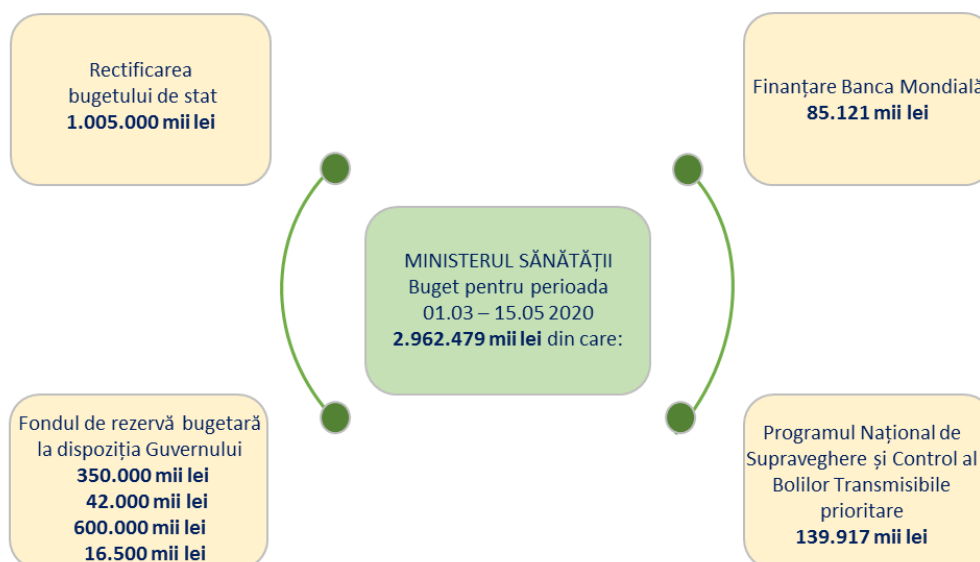 Rectificarea
bugetului de stat
1.005.000 mii lei
Finanțare Banca Mondială
85.121 mii lei
MINISTERUL SĂNĂTĂȚII
Buget pentru perioada
01.03 – 15.05 2020
2.962.479 mii lei din care:
Fondul de rezervă bugetară
la dispoziția Guvernului
350.000 mii lei
42.000 mii lei
600.000 mii lei
16.500 mii lei
Programul Național de
Supraveghere și Control al
Bolilor Transmisibile
prioritare
139.917 mii lei